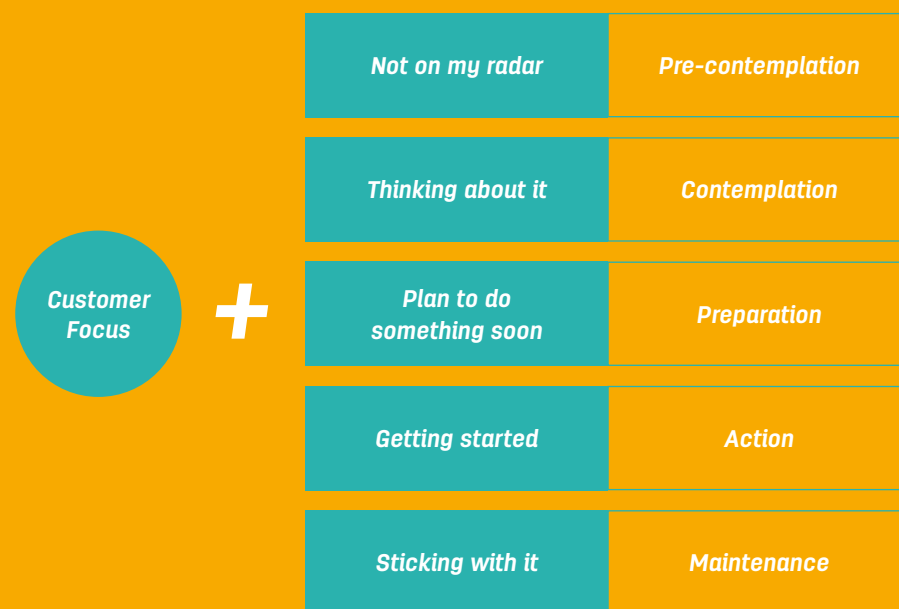 Not on my radar
Pre-contemplation
Thinking about it
Contemplation
Customer
Focus
+
Plan to do
something soon
Preparation
Getting started
Action
Sticking with it
Maintenance